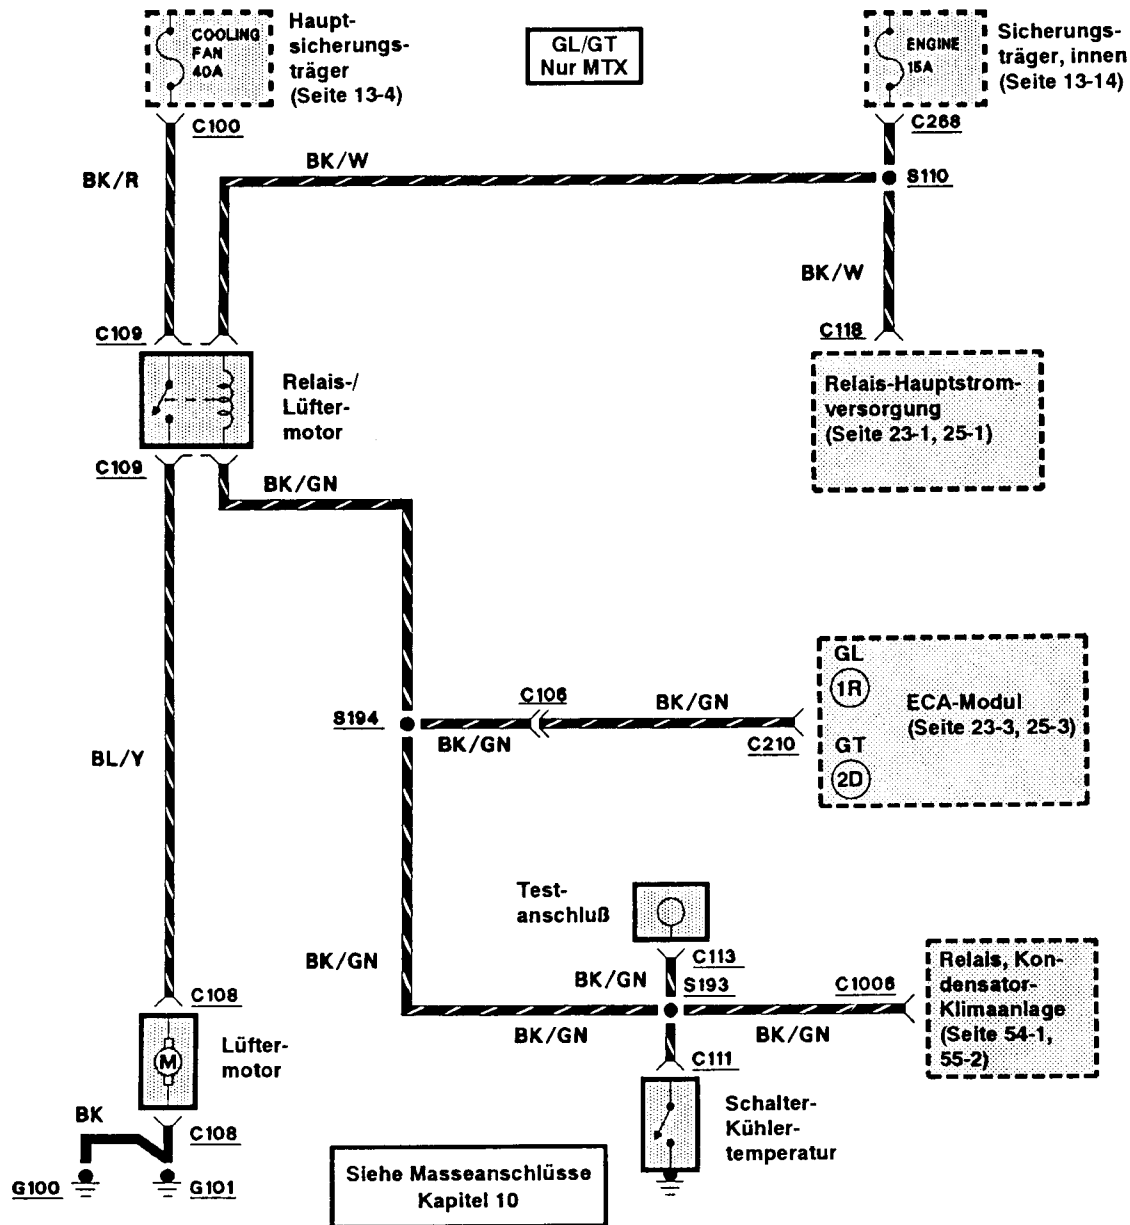 COOLING
FAN
40A
Haupt-
sicherungs-
träger
(Seite 13-4)
GL/GT
Nur MTX
ENGINE
15A
Sicherungs-
träger, innen
(Seite 13-14)
C100
C268
BK/R
BK/W
S110
BK/W
C109
C118
Relais-/
Lüfter-
motor
Relais-Hauptstrom-
versorgung
(Seite 23-1, 25-1)
C109
BK/GN
GL
1R
ECA-Modul
(Seite 23-3, 25-3)
GT
2D
C106
BK/GN
S194
BK/GN
C210
BL/Y
Test-
anschluß
BK/GN
C113
BK/GN
S193
C1006
Relais, Kon-
densator-
Klimaanlage
(Seite 54-1,
55-2)
C108
BK/GN
BK/GN
C111
Lüfter-
motor
M
BK
C108
Schalter-
Kühler-
temperatur
G100
G101
Siehe Masseanschlüsse
Kapitel 10